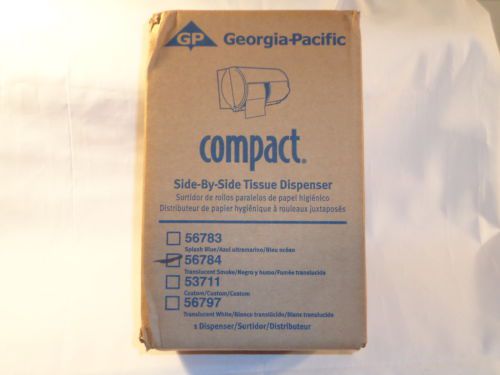 GP Georgia-Pacific
compact®
Side-By-Side Tissue Dispenser
Surtidor de rollos paralelos de papel higiénico
Distributeur de papier hygiénique à rouleaux juxtaposés
56783
Splash Blue/Azul ultramarino/Bleu océan
56784
Translucent Smoke/Negro y humo/Fumée translucide
53711
Custom/Custom/Custom
56797
Translucent White/Blanco translúcido/Blanc translucide
1 Dispenser/Surtidor/Distributeur